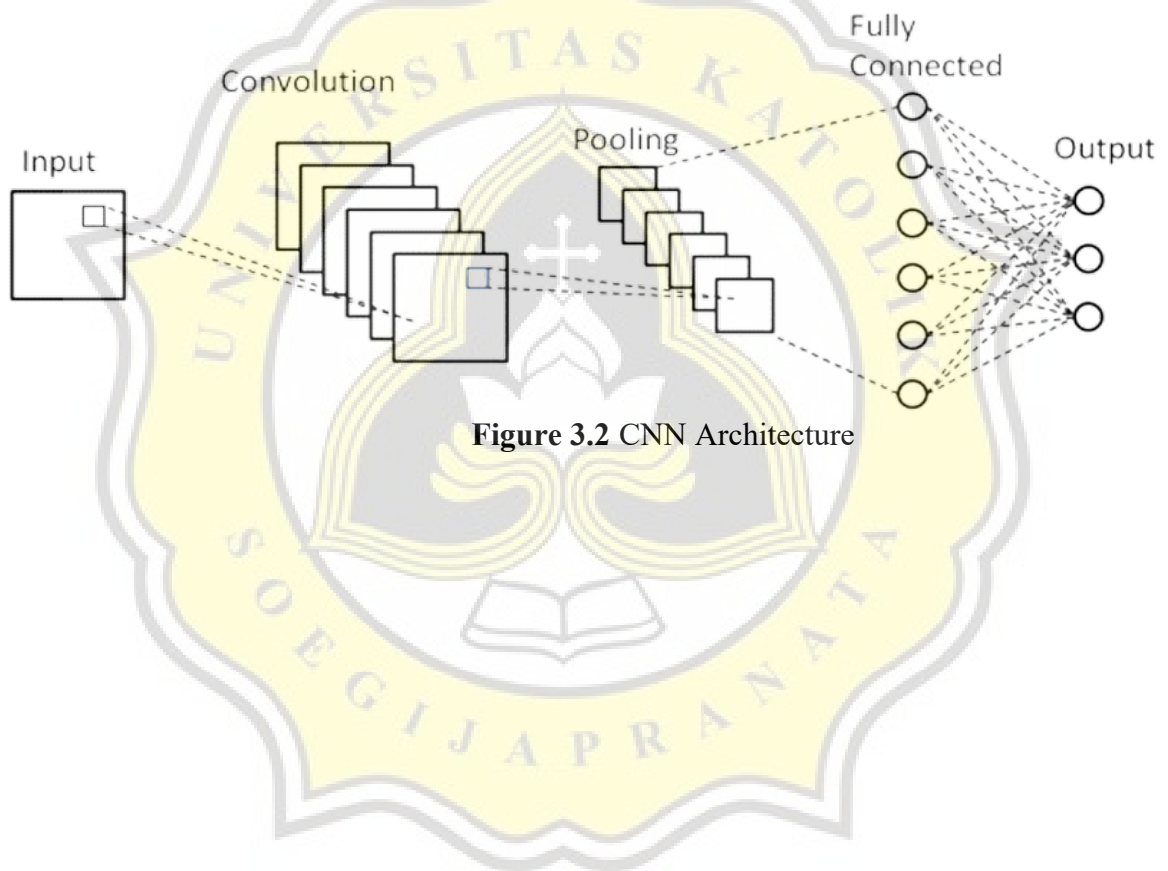 Fully
Connected
Convolution
Pooling
Input
Output
Figure 3.2 CNN Architecture
UNIVERSITAS KATOLIK
SOEGIJAPRANATA